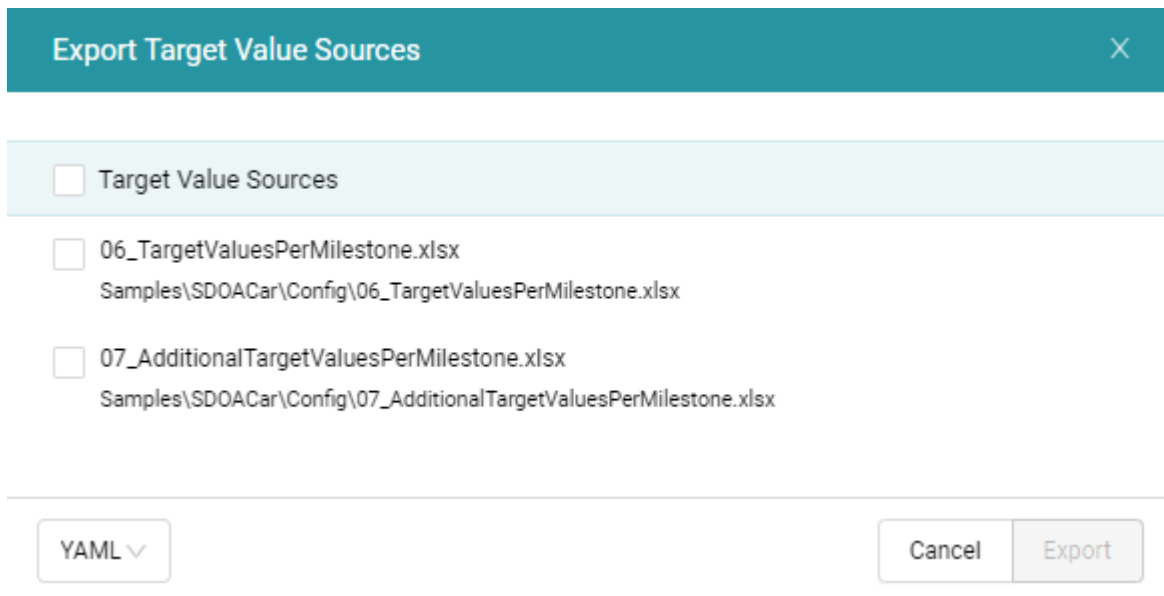 Export Target Value Sources
Target Value Sources
06_TargetValuesPerMilestone.xlsx
Samples\SDOACar\Config\06_TargetValuesPerMilestone.xlsx
07_AdditionalTargetValuesPerMilestone.xlsx
Samples\SDOACar\Config\07_AdditionalTargetValuesPerMilestone.xlsx
YAML
Cancel
Export